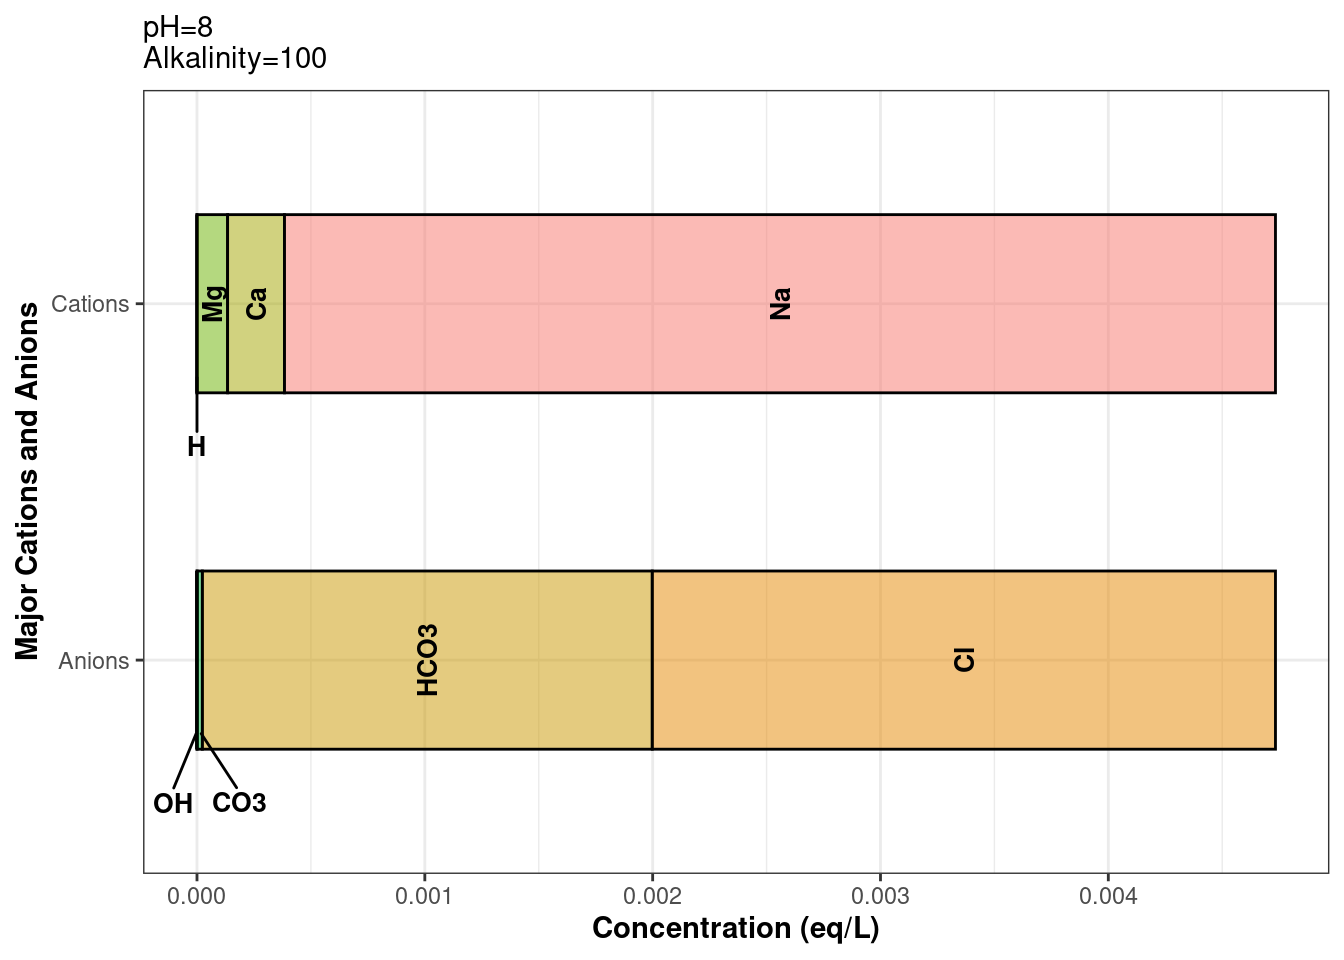 pH=8
Alkalinity=100
Major Cations and Anions
Cations
Mg
Ca
Na
H
Anions
HCO3
Cl
OH
CO3
0.000
0.001
0.002
0.003
0.004
Concentration (eq/L)